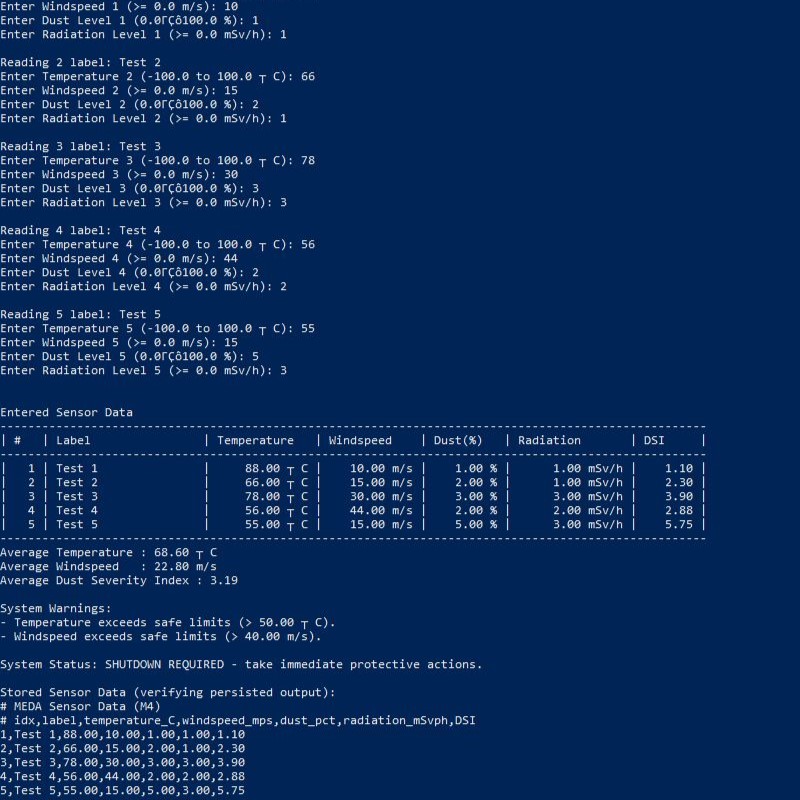 Enter Windspeed 1 (>= 0.0 m/s): 10
Enter Dust Level 1 (0.0ΓÇô100.0 %): 1
Enter Radiation Level 1 (>= 0.0 mSv/h): 1
Reading 2 label: Test 2
Enter Temperature 2 (-100.0 to 100.0 ┬ C): 66
Enter Windspeed 2 (>= 0.0 m/s): 15
Enter Dust Level 2 (0.0ΓÇô100.0 %): 2
Enter Radiation Level 2 (>= 0.0 mSv/h): 1
Reading 3 label: Test 3
Enter Temperature 3 (-100.0 to 100.0 ┬ C): 78
Enter Windspeed 3 (>= 0.0 m/s): 30
Enter Dust Level 3 (0.0ΓÇô100.0 %): 3
Enter Radiation Level 3 (>= 0.0 mSv/h): 3
Reading 4 label: Test 4
Enter Temperature 4 (-100.0 to 100.0 ┬ C): 56
Enter Windspeed 4 (>= 0.0 m/s): 44
Enter Dust Level 4 (0.0ΓÇô100.0 %): 2
Enter Radiation Level 4 (>= 0.0 mSv/h): 2
Reading 5 label: Test 5
Enter Temperature 5 (-100.0 to 100.0 ┬ C): 55
Enter Windspeed 5 (>= 0.0 m/s): 15
Enter Dust Level 5 (0.0ΓÇô100.0 %): 5
Enter Radiation Level 5 (>= 0.0 mSv/h): 3
Entered Sensor Data
| # | Label | Temperature | Windspeed | Dust(%) | Radiation | DSI |
| 1 | Test 1 | 88.00 ┬ C | 10.00 m/s | 1.00 % | 1.00 mSv/h | 1.10 |
| 2 | Test 2 | 66.00 ┬ C | 15.00 m/s | 2.00 % | 1.00 mSv/h | 2.30 |
| 3 | Test 3 | 78.00 ┬ C | 30.00 m/s | 3.00 % | 3.00 mSv/h | 3.90 |
| 4 | Test 4 | 56.00 ┬ C | 44.00 m/s | 2.00 % | 2.00 mSv/h | 2.88 |
| 5 | Test 5 | 55.00 ┬ C | 15.00 m/s | 5.00 % | 3.00 mSv/h | 5.75 |
Average Temperature : 68.60 ┬ C
Average Windspeed : 22.80 m/s
Average Dust Severity Index : 3.19
System Warnings:
- Temperature exceeds safe limits (> 50.00 ┬ C).
- Windspeed exceeds safe limits (> 40.00 m/s).
System Status: SHUTDOWN REQUIRED - take immediate protective actions.
Stored Sensor Data (verifying persisted output):
# MEDA Sensor Data (M4)
# idx,label,temperature_C,windspeed_mps,dust_pct,radiation_mSvph,DSI
1,Test 1,88.00,10.00,1.00,1.00,1.10
2,Test 2,66.00,15.00,2.00,1.00,2.30
3,Test 3,78.00,30.00,3.00,3.00,3.90
4,Test 4,56.00,44.00,2.00,2.00,2.88
5,Test 5,55.00,15.00,5.00,3.00,5.75